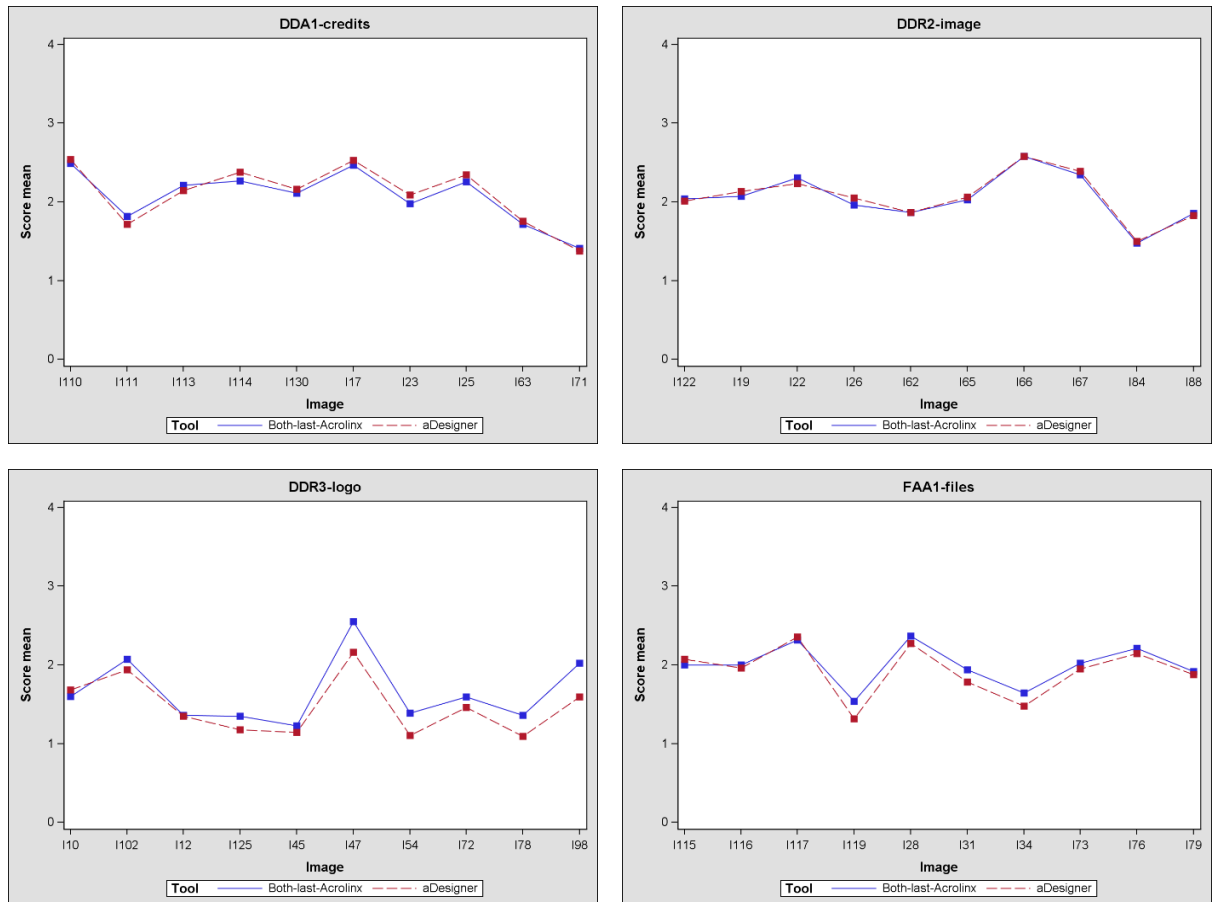 DDA1-credits
4
3
2
1
0
Score mean
I110 I111 I113 I114 I130 I17 I23 I25 I63 I71
Image
Tool Both-last-Acrolinx aDesigner
DDR2-image
4
3
2
1
0
Score mean
I122 I19 I22 I26 I62 I65 I66 I67 I84 I88
Image
Tool Both-last-Acrolinx aDesigner
DDR3-logo
4
3
2
1
0
Score mean
I10 I102 I12 I125 I45 I47 I54 I72 I78 I98
Image
Tool Both-last-Acrolinx aDesigner
FAA1-files
4
3
2
1
0
Score mean
I115 I116 I117 I119 I28 I31 I34 I73 I76 I79
Image
Tool Both-last-Acrolinx aDesigner